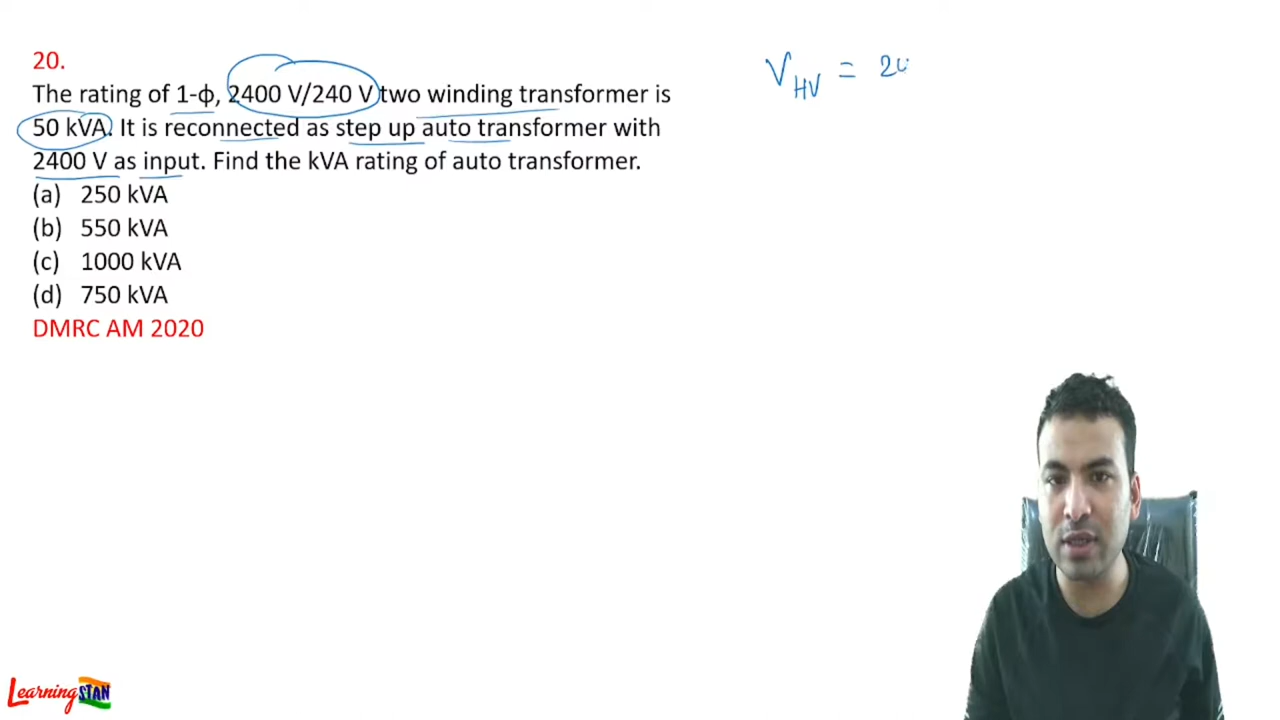 20.
The rating of 1-ϕ, 2400 V/240 V two winding transformer is
50 kVA. It is reconnected as step up auto transformer with
2400 V as input. Find the kVA rating of auto transformer.
(a) 250 kVA
(b) 550 kVA
(c) 1000 kVA
(d) 750 kVA
DMRC AM 2020
V_HV = 24
LearningSTAN